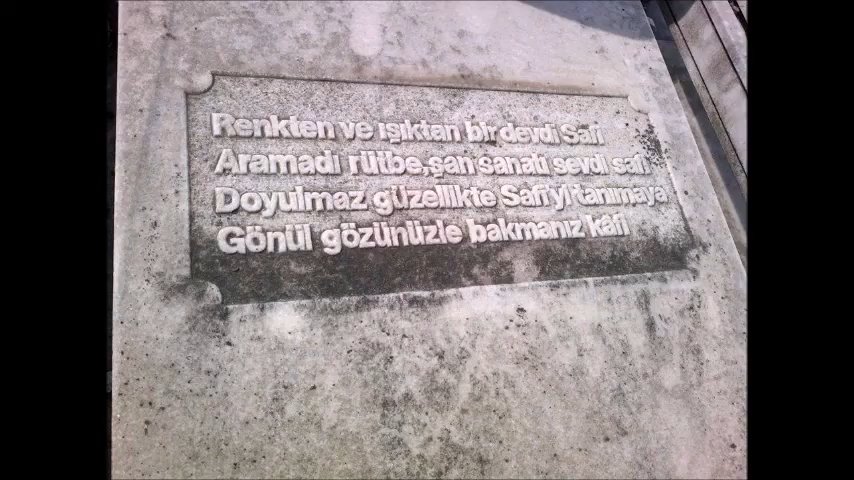 Renkten ve ışıktan bir devdi Safi
Aramadı rütbe,şan sanatı sevdi safi
Doyulmaz güzellikte Safi'yi tanımaya
Gönül gözünüzle bakmanız kâfi